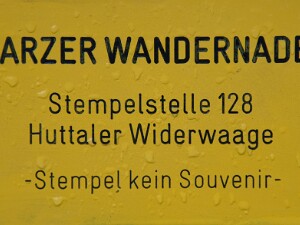 ARZER WANDERNADE
Stempelstelle 128
Huttaler Widerwaage
-Stempel kein Souvenir-